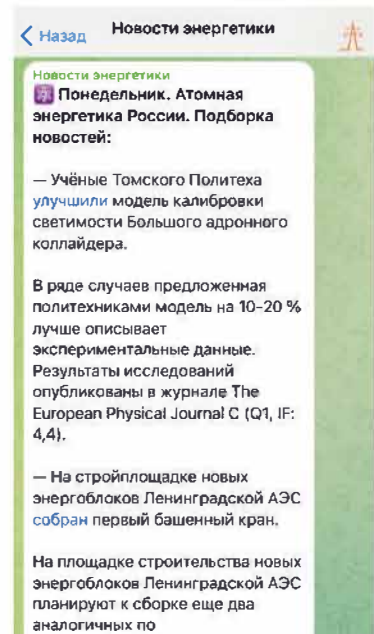 Назад
Новости энергетики
Новости энергетики
Понедельник. Атомная
энергетика России. Подборка
новостей:
— Учёные Томского Политеха
улучшили модель калибровки
светимости Большого адронного
коллайдера.
В ряде случаев предложенная
политехниками модель на 10-20 %
лучше описывает
экспериментальные данные.
Результаты исследований
опубликованы в журнале The
European Physical Journal C (Q1, IF:
4,4).
— На стройплощадке новых
энергоблоков Ленинградской АЭС
собран первый башенный кран.
На площадке строительства новых
энергоблоков Ленинградской АЭС
планируют к сборке еще два
аналогичных по